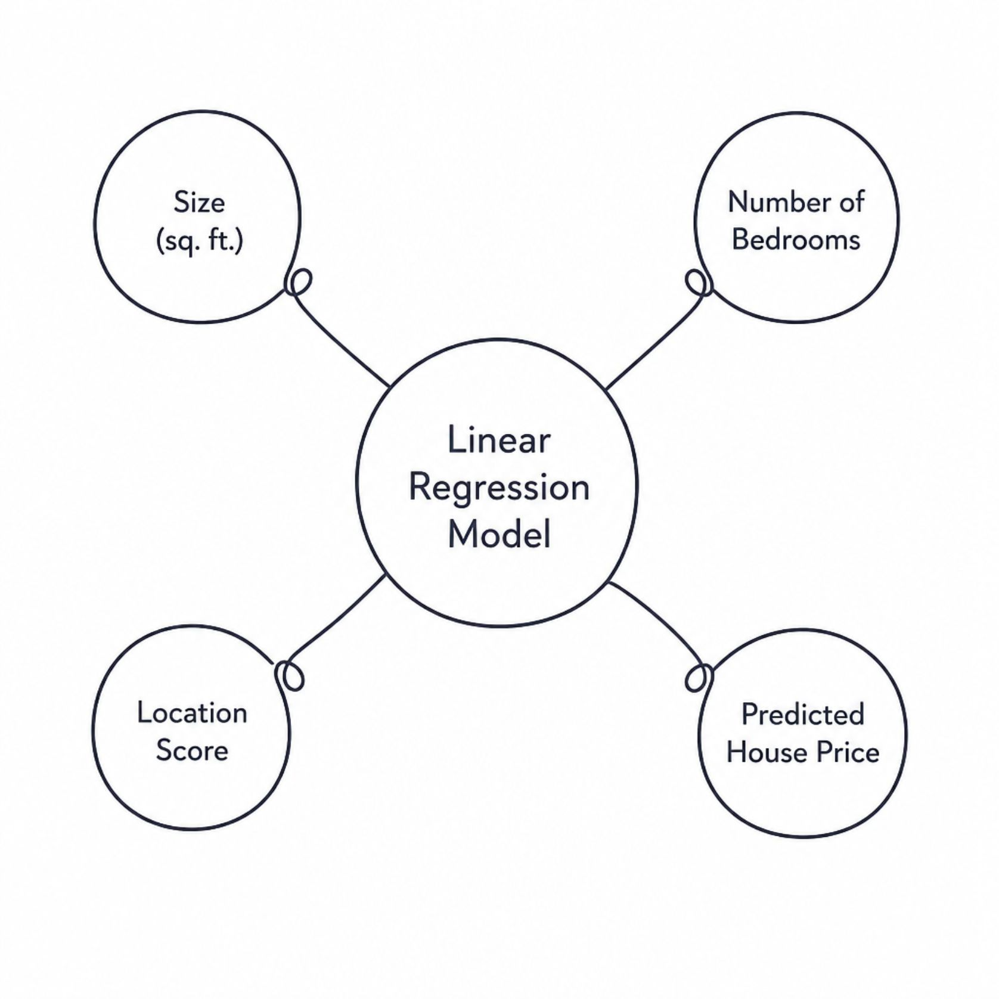 Size
(sq. ft.)
Number of
Bedrooms
Linear
Regression
Model
Location
Score
Predicted
House Price